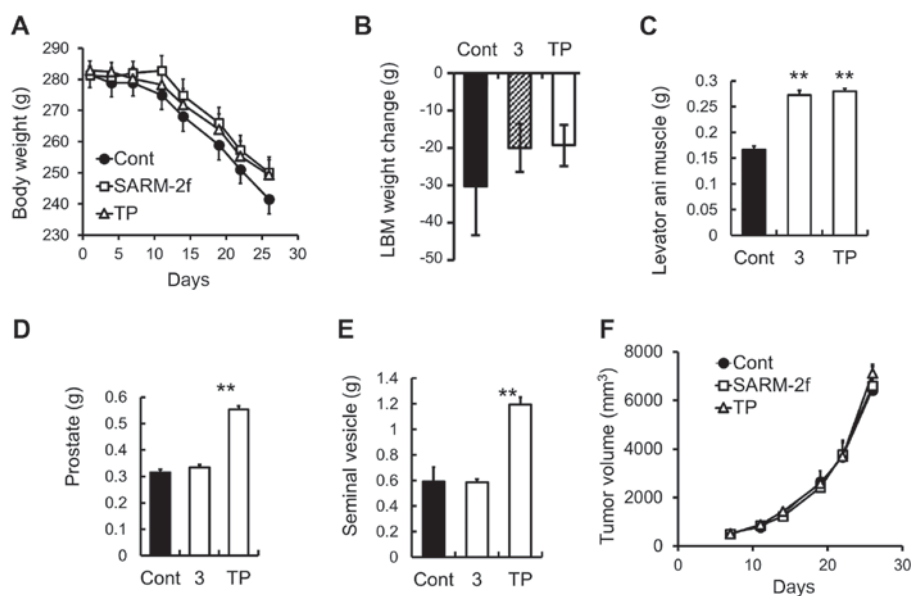 A
Body weight (g)
290
280
270
260
250
240
230
Cont
SARM-2f
TP
0 5 10 15 20 25 30
Days
B
Cont 3 TP
LBM weight change (g)
0
-10
-20
-30
-40
-50
C
Levator ani muscle (g)
0.3
0.25
0.2
0.15
0.1
0.05
0
** **
Cont 3 TP
D
Prostate (g)
0.6
0.5
0.4
0.3
0.2
0.1
0
**
Cont 3 TP
E
Seminal vesicle (g)
1.4
1.2
1.0
0.8
0.6
0.4
0.2
0
**
Cont 3 TP
F
Tumor volume (mm³)
8000
6000
4000
2000
0
Cont
SARM-2f
TP
0 10 20 30
Days